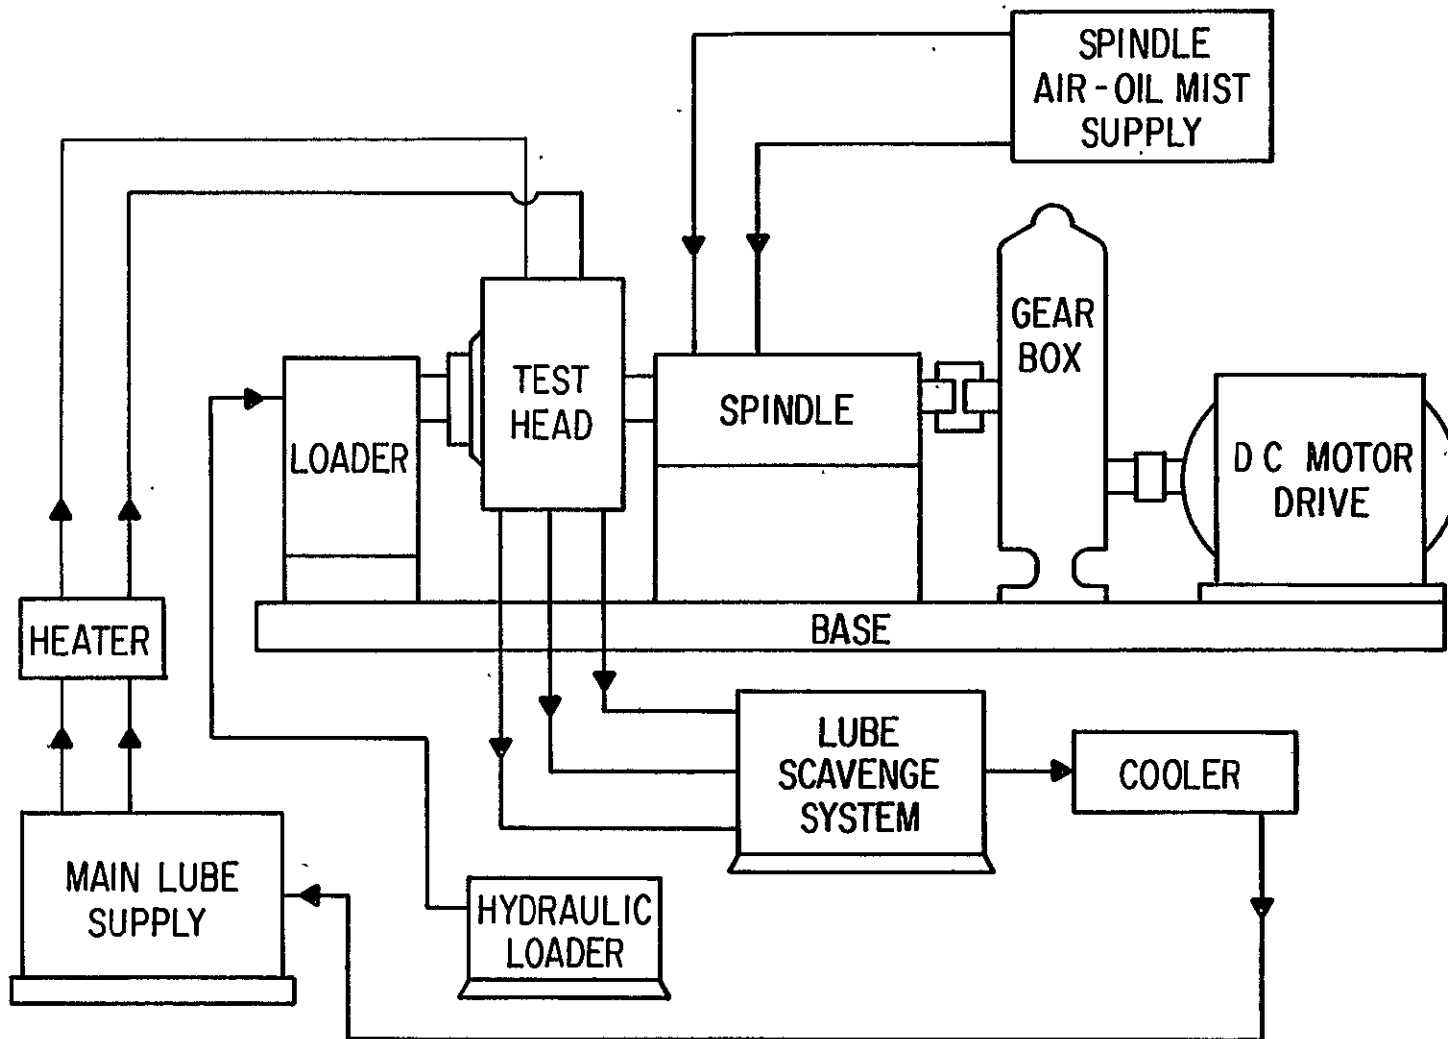 SPINDLE
AIR-OIL MIST
SUPPLY
GEAR
BOX
TEST
HEAD
SPINDLE
LOADER
D C MOTOR
DRIVE
HEATER
BASE
LUBE
SCAVENGE
SYSTEM
COOLER
MAIN LUBE
SUPPLY
HYDRAULIC
LOADER